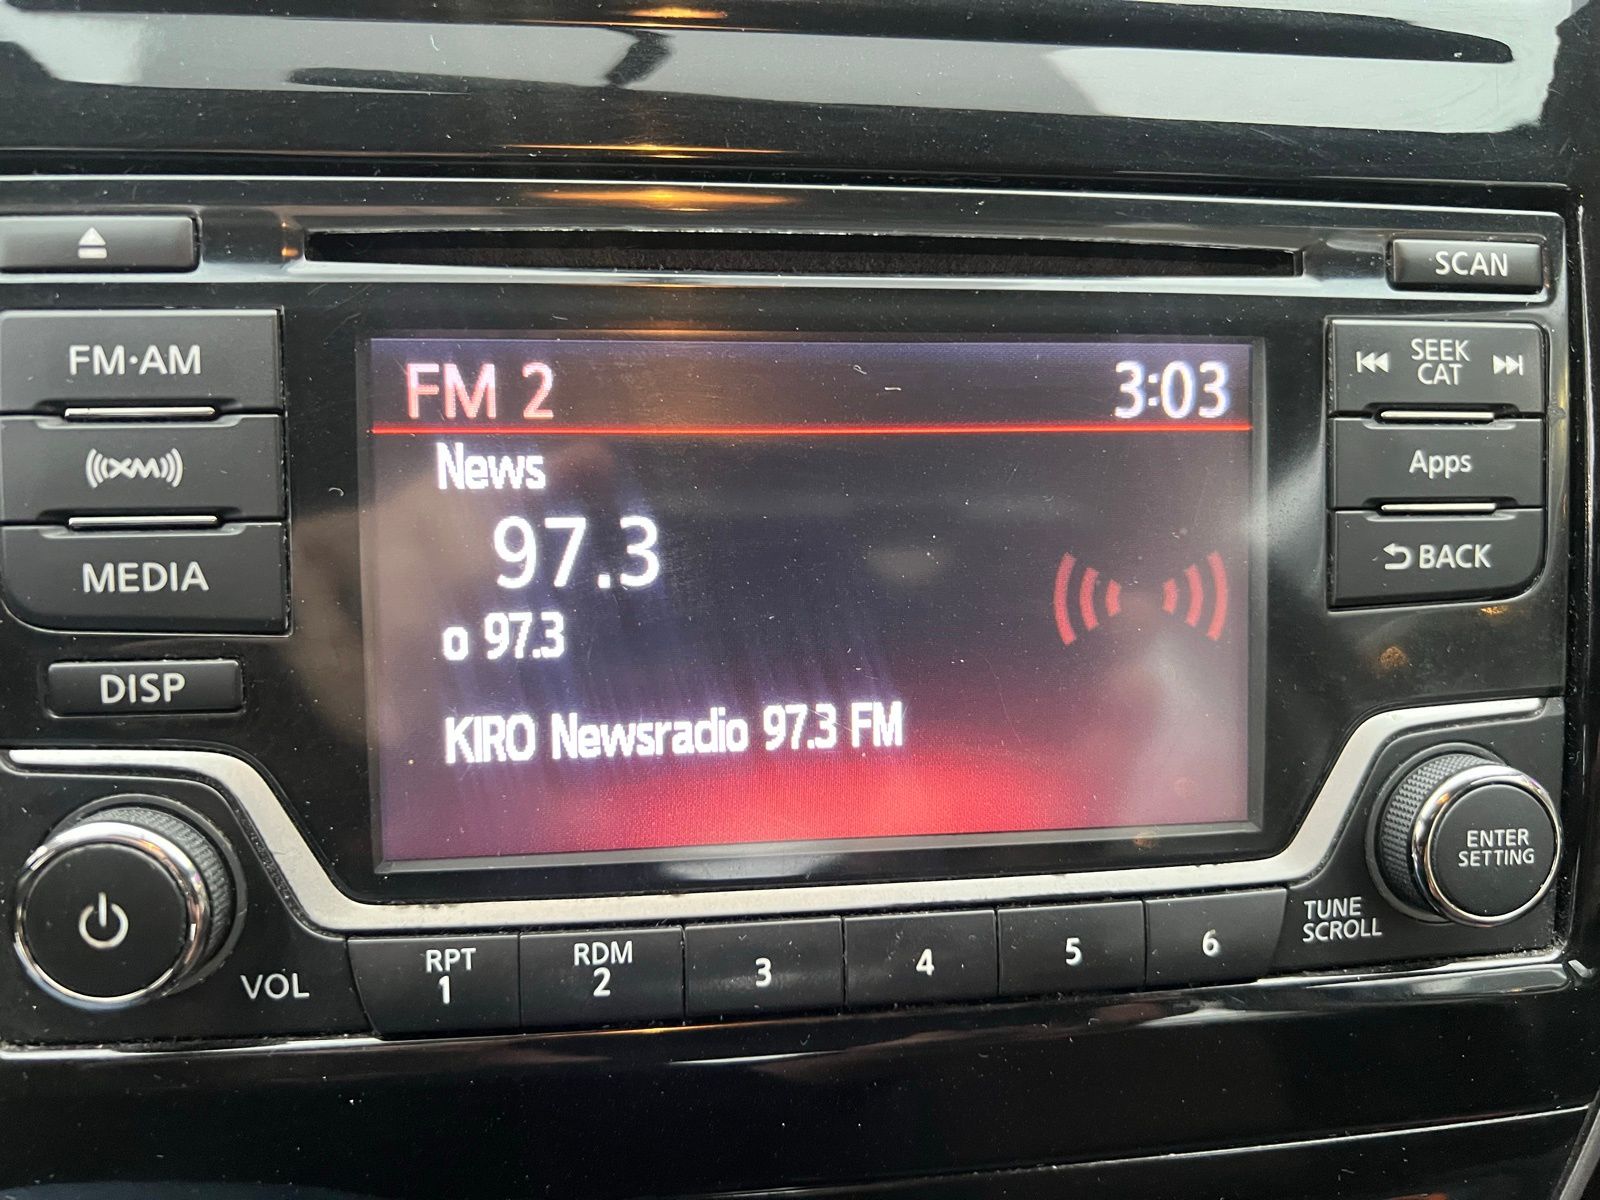 SCAN
FM·AM
XM
MEDIA
DISP
FM 2 3:03
News
97.3
o 97.3
KIRO Newsradio 97.3 FM
SEEK
CAT
Apps
BACK
ENTER
SETTING
TUNE
SCROLL
VOL
RPT
1
RDM
2
3
4
5
6